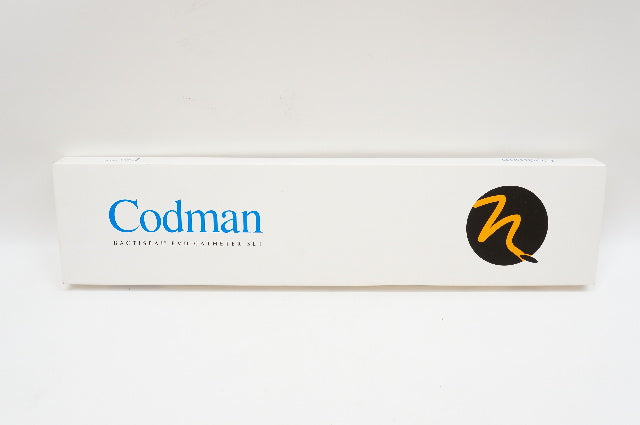 Codman
BACTISEAL® EVD CATHETER SET